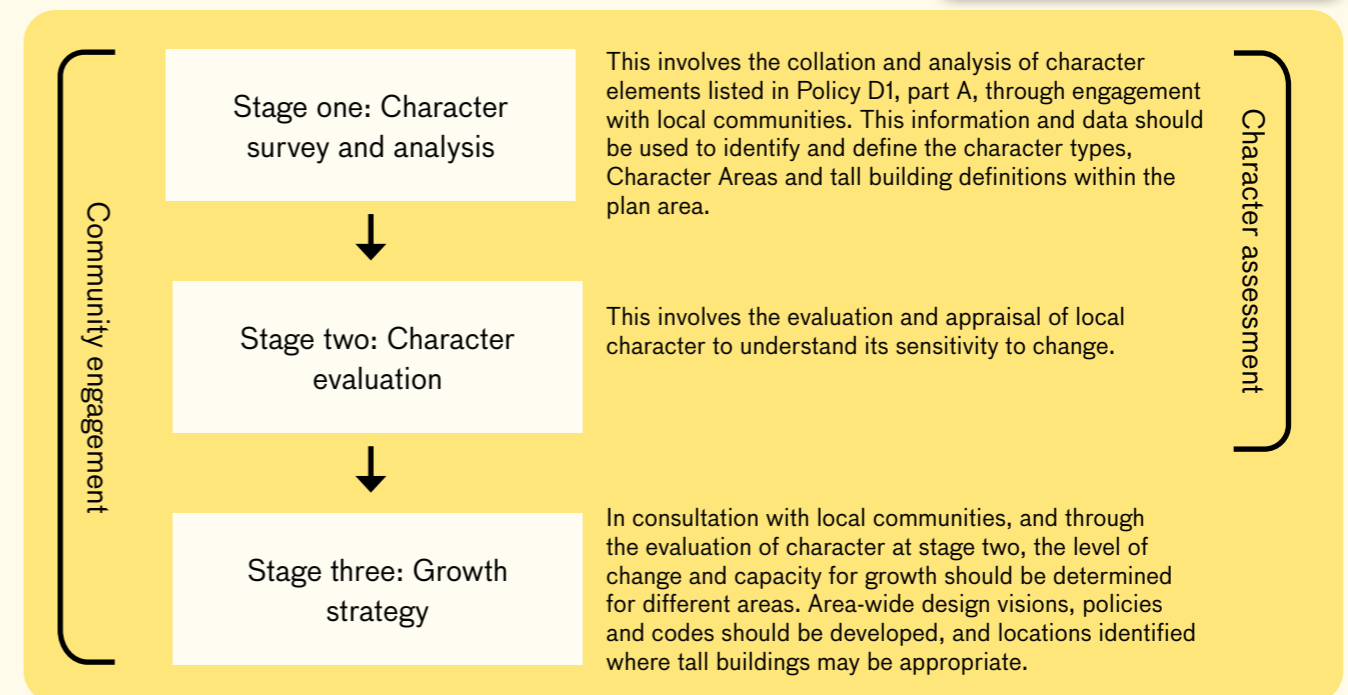 Community engagement
Stage one: Character
survey and analysis
This involves the collation and analysis of character
elements listed in Policy D1, part A, through engagement
with local communities. This information and data should
be used to identify and define the character types,
Character Areas and tall building definitions within the
plan area.
Character assessment
Stage two: Character
evaluation
This involves the evaluation and appraisal of local
character to understand its sensitivity to change.
Stage three: Growth
strategy
In consultation with local communities, and through
the evaluation of character at stage two, the level of
change and capacity for growth should be determined
for different areas. Area-wide design visions, policies
and codes should be developed, and locations identified
where tall buildings may be appropriate.